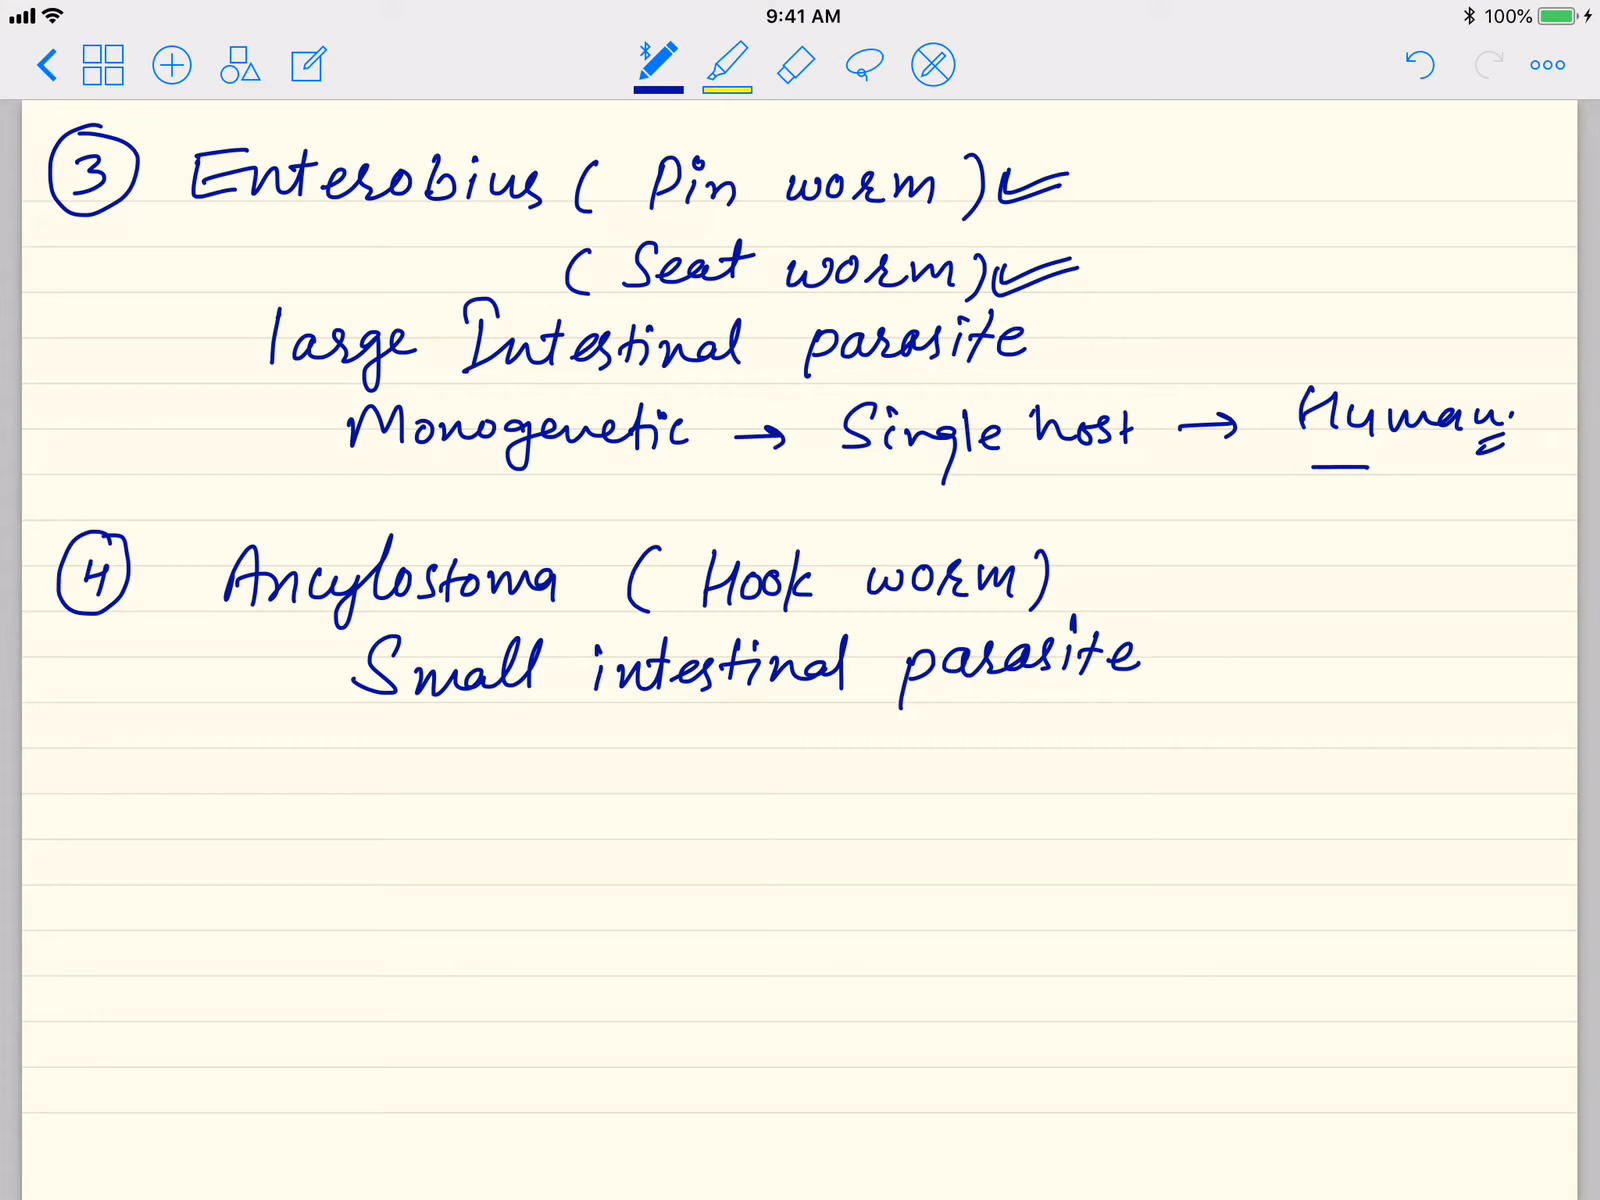 9:41 AM
100%
3 Enterobius ( Pin worm )
( Seat worm )
large Intestinal parasite
Monogenetic → Single host → Human.
4 Ancylostoma ( Hook worm )
Small intestinal parasite